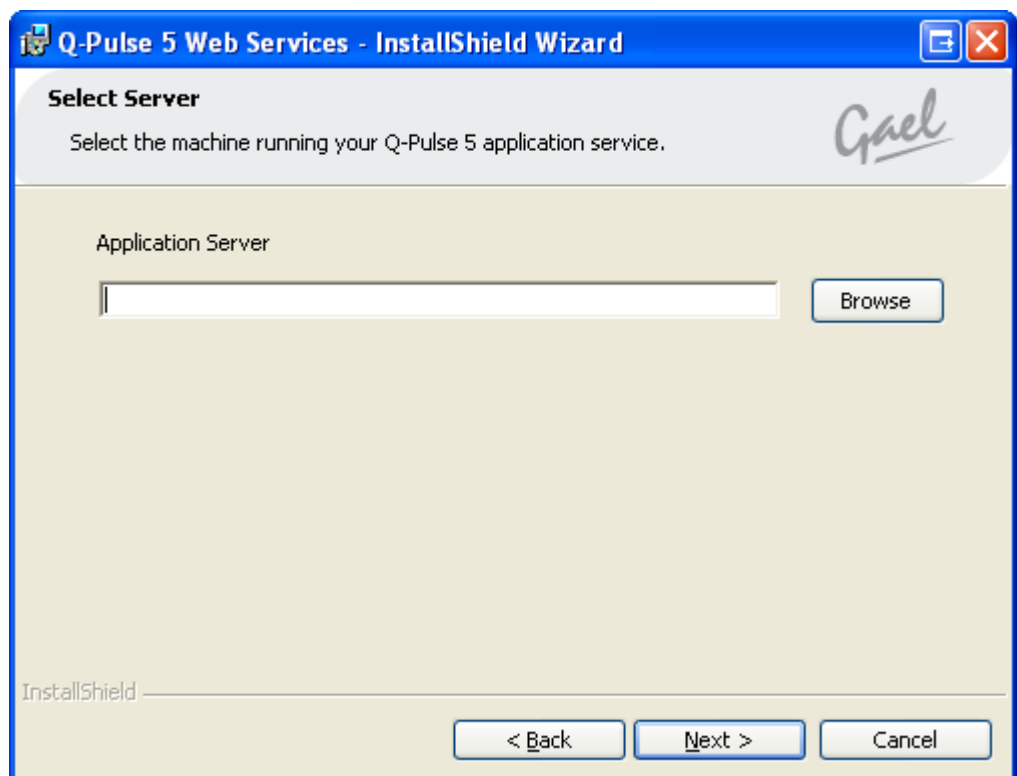 Q-Pulse 5 Web Services - InstallShield Wizard
Select Server
Select the machine running your Q-Pulse 5 application service.
Gael
Application Server
Browse
InstallShield
< Back
Next >
Cancel